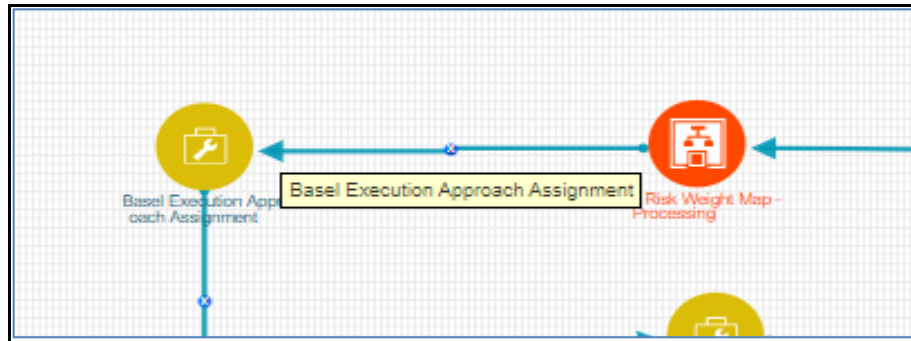 Basel Execution Appr
oach Assignment
Basel Execution Approach Assignment
Risk Weight Map -
Processing